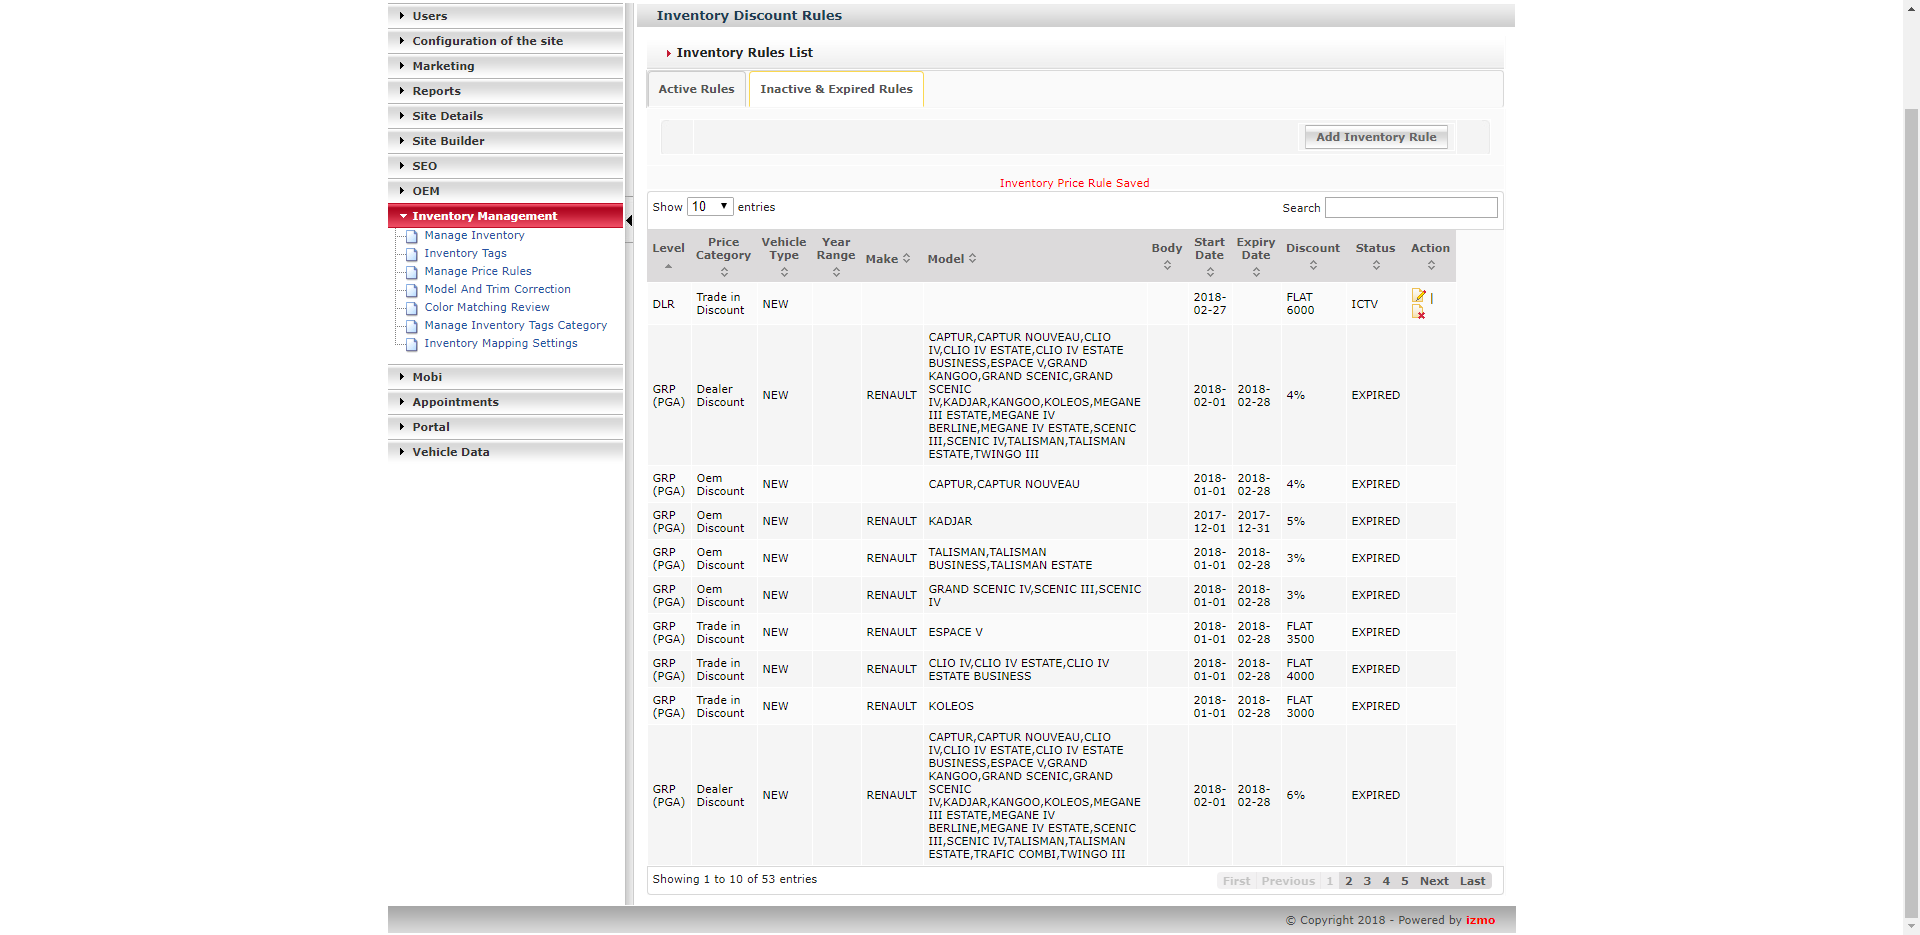 Users
Configuration of the site
Marketing
Reports
Site Details
Site Builder
SEO
OEM
Inventory Management
Manage Inventory
Inventory Tags
Manage Price Rules
Model And Trim Correction
Color Matching Review
Manage Inventory Tags Category
Inventory Mapping Settings
Mobi
Appointments
Portal
Vehicle Data
Inventory Discount Rules
Inventory Rules List
Active Rules Inactive & Expired Rules
Add Inventory Rule
Inventory Price Rule Saved
Show 10 entries Search
Level Price Category Vehicle Type Year Range Make Model Body Start Date Expiry Date Discount Status Action
DLR Trade in Discount NEW 2018-02-27 FLAT 6000 ICTV |
GRP (PGA) Dealer Discount NEW RENAULT
CAPTUR,CAPTUR NOUVEAU,CLIO
IV,CLIO IV ESTATE,CLIO IV ESTATE
BUSINESS,ESPACE V,GRAND
KANGOO,GRAND SCENIC,GRAND
SCENIC
IV,KADJAR,KANGOO,KOLEOS,MEGANE
III ESTATE,MEGANE IV
BERLINE,MEGANE IV ESTATE,SCENIC
III,SCENIC IV,TALISMAN,TALISMAN
ESTATE,TWINGO III
2018-02-01 2018-02-28 4% EXPIRED
GRP (PGA) Oem Discount NEW CAPTUR,CAPTUR NOUVEAU 2018-01-01 2018-02-28 4% EXPIRED
GRP (PGA) Oem Discount NEW RENAULT KADJAR 2017-12-01 2017-12-31 5% EXPIRED
GRP (PGA) Oem Discount NEW RENAULT TALISMAN,TALISMAN BUSINESS,TALISMAN ESTATE 2018-01-01 2018-02-28 3% EXPIRED
GRP (PGA) Oem Discount NEW RENAULT GRAND SCENIC IV,SCENIC III,SCENIC IV 2018-01-01 2018-02-28 3% EXPIRED
GRP (PGA) Trade in Discount NEW RENAULT ESPACE V 2018-01-01 2018-02-28 FLAT 3500 EXPIRED
GRP (PGA) Trade in Discount NEW RENAULT CLIO IV,CLIO IV ESTATE,CLIO IV ESTATE BUSINESS 2018-01-01 2018-02-28 FLAT 4000 EXPIRED
GRP (PGA) Trade in Discount NEW RENAULT KOLEOS 2018-01-01 2018-02-28 FLAT 3000 EXPIRED
GRP (PGA) Dealer Discount NEW RENAULT
CAPTUR,CAPTUR NOUVEAU,CLIO
IV,CLIO IV ESTATE,CLIO IV ESTATE
BUSINESS,ESPACE V,GRAND
KANGOO,GRAND SCENIC,GRAND
SCENIC
IV,KADJAR,KANGOO,KOLEOS,MEGANE
III ESTATE,MEGANE IV
BERLINE,MEGANE IV ESTATE,SCENIC
III,SCENIC IV,TALISMAN,TALISMAN
ESTATE,TRAFIC COMBI,TWINGO III
2018-02-01 2018-02-28 6% EXPIRED
Showing 1 to 10 of 53 entries First Previous 1 2 3 4 5 Next Last
© Copyright 2018 - Powered by izmo